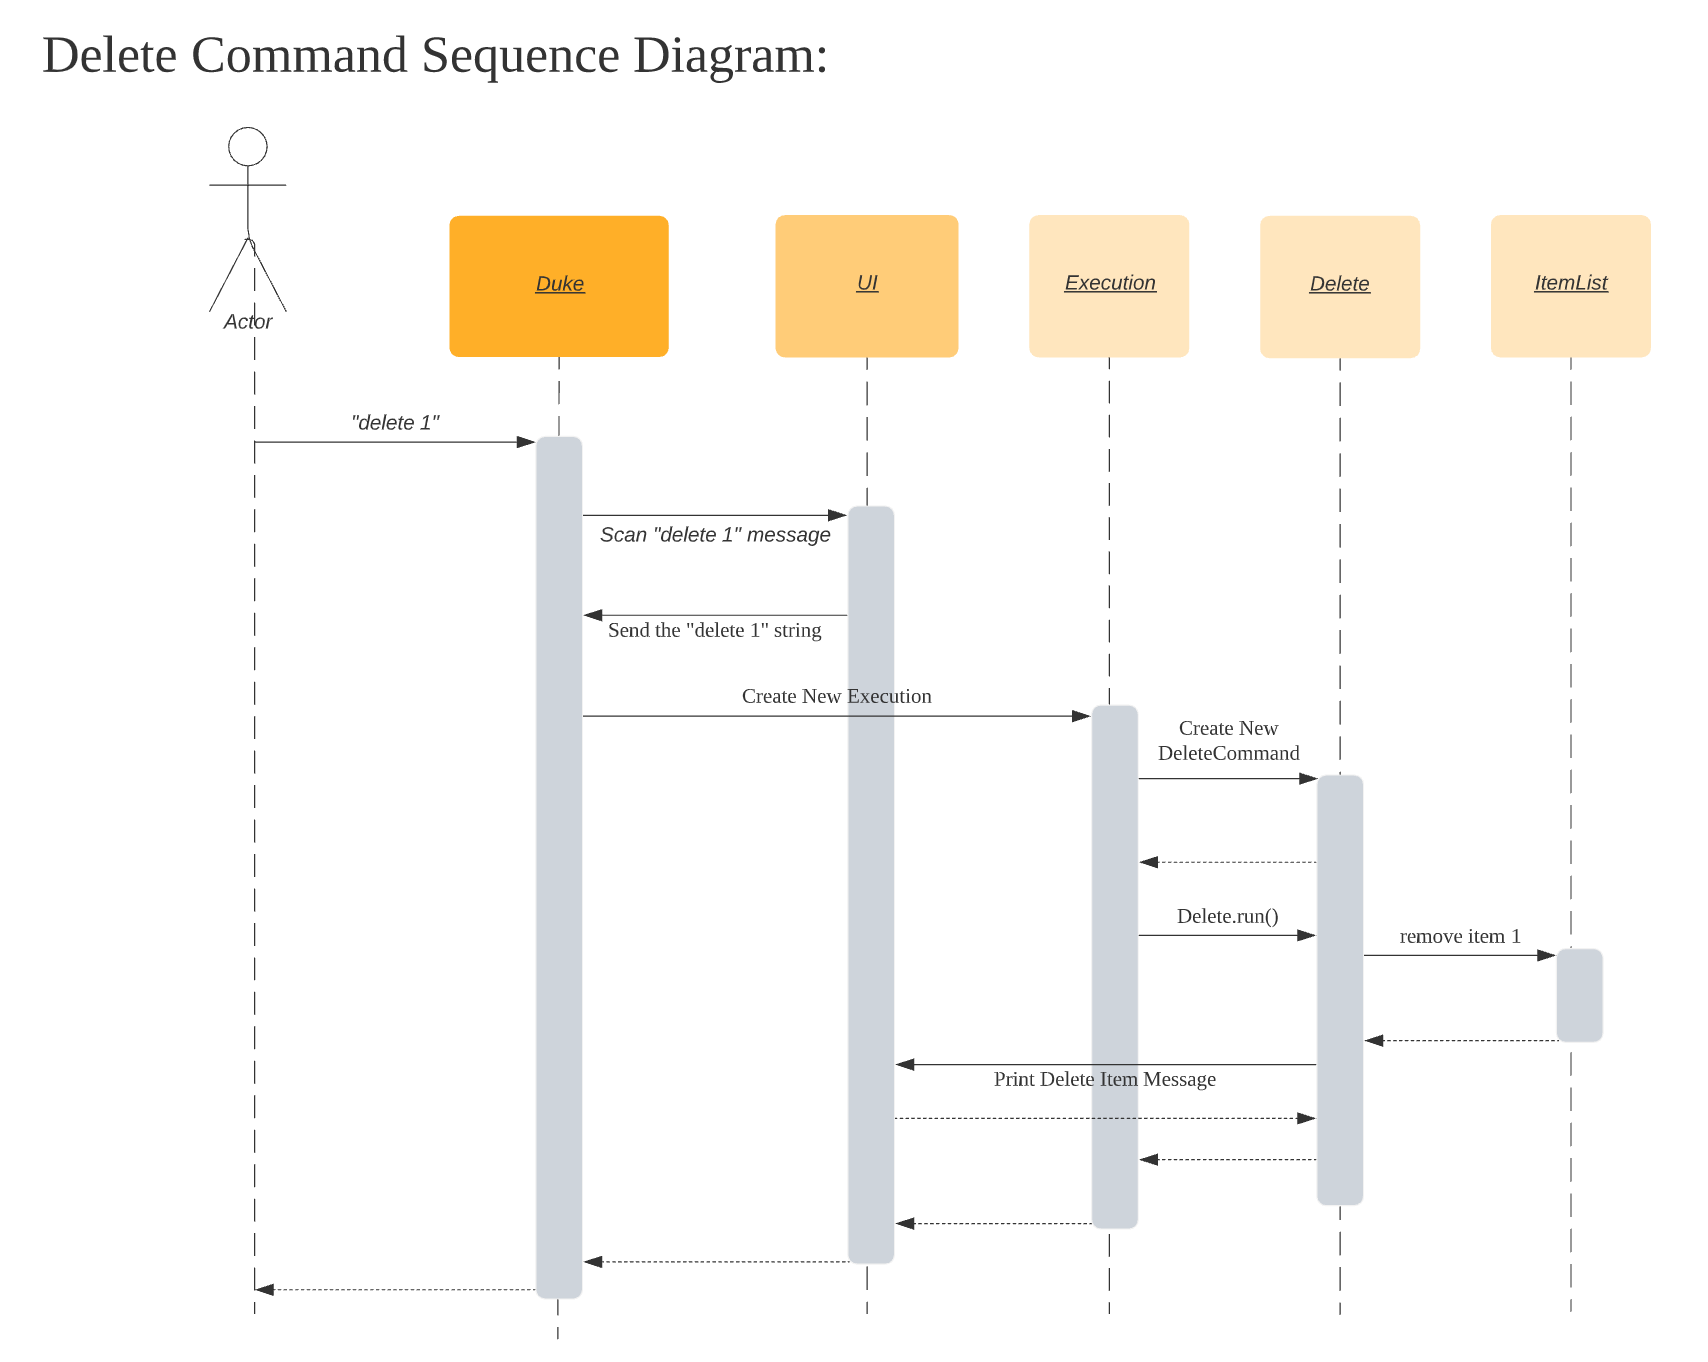 Delete Command Sequence Diagram:
Actor
Duke
UI
Execution
Delete
ItemList
"delete 1"
Scan "delete 1" message
Send the "delete 1" string
Create New Execution
Create New
DeleteCommand
Delete.run()
remove item 1
Print Delete Item Message